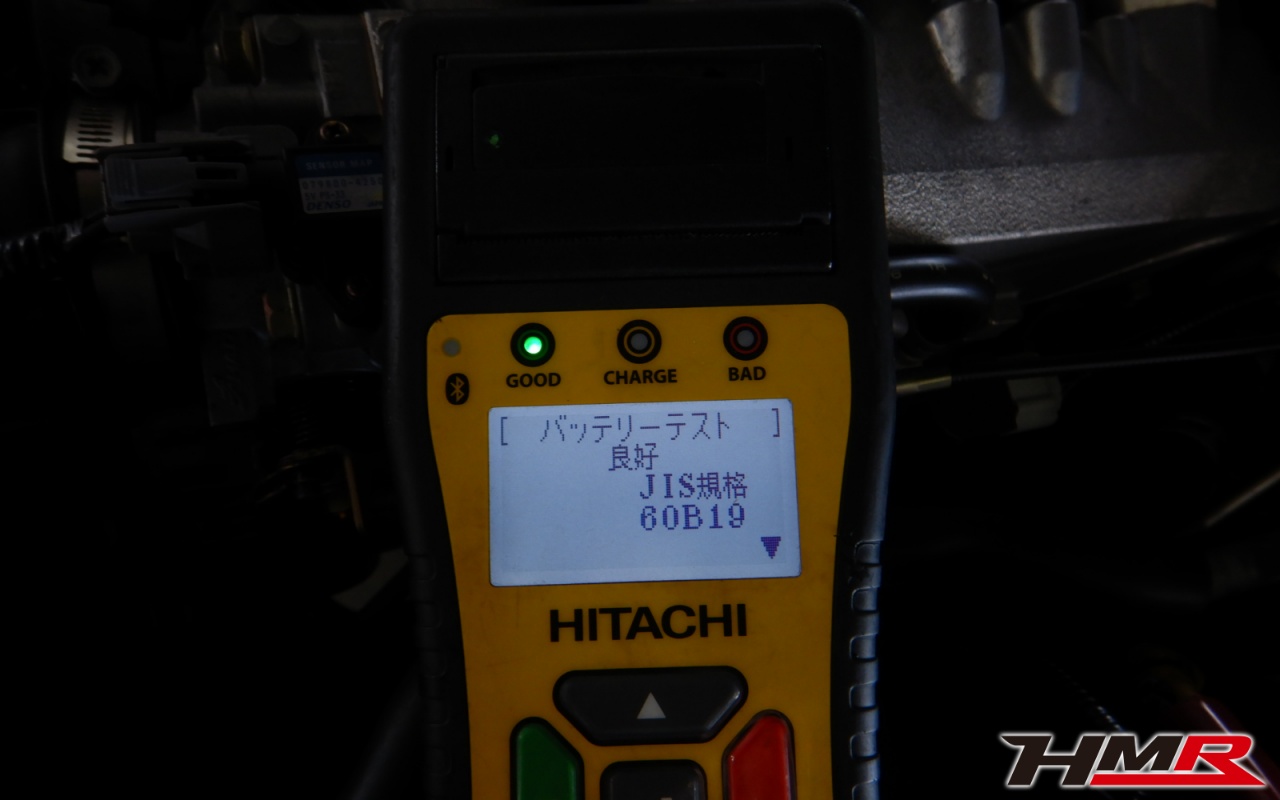 DENSO
GOOD
CHARGE
BAD
[ バッテリーテスト ]
良好
JIS規格
60B19
▼
HITACHI
▲
HMR